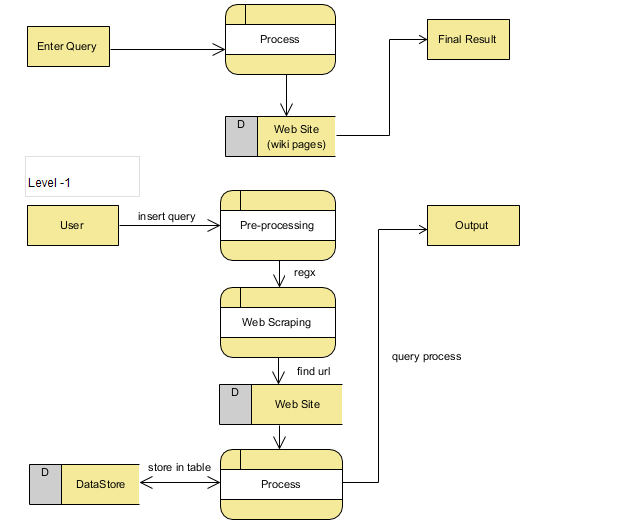 Enter Query
Process
Final Result
D
Web Site
(wiki pages)
Level -1
User
insert query
Pre-processing
Output
regx
Web Scraping
query process
find url
D
Web Site
D
DataStore
store in table
Process